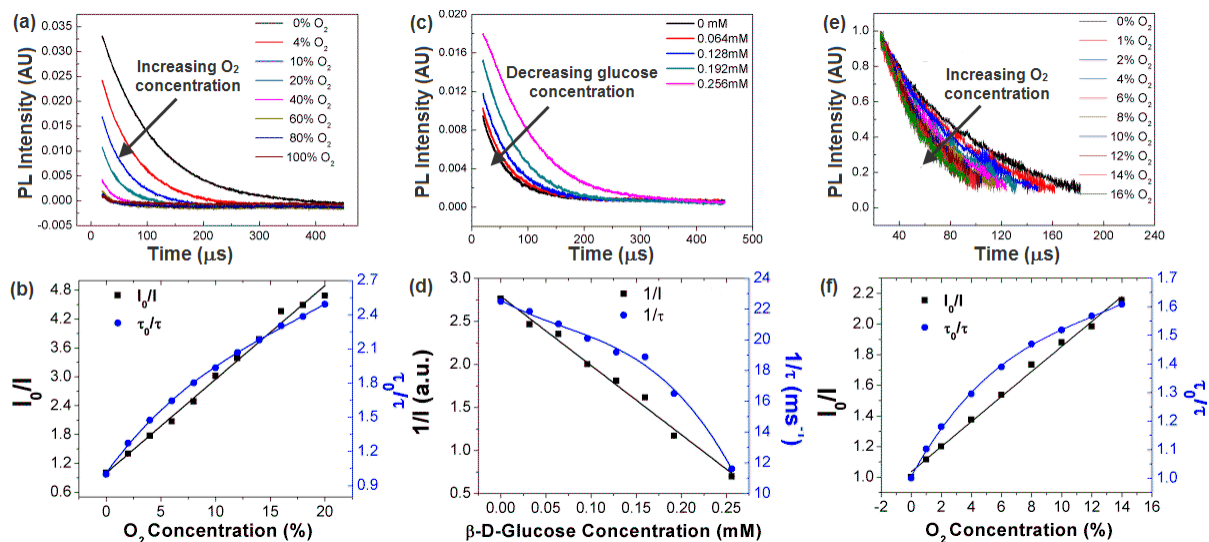 (a)
PL Intensity (AU)
0.035
0.030
0.025
0.020
0.015
0.010
0.005
0.000
-0.005
Increasing O₂
concentration
0% O₂
4% O₂
10% O₂
20% O₂
40% O₂
60% O₂
80% O₂
100% O₂
0 100 200 300 400
Time (μs)
(c)
PL Intensity (AU)
0.020
0.016
0.012
0.008
0.004
0.000
Decreasing glucose
concentration
0 mM
0.064mM
0.128mM
0.192mM
0.256mM
0 100 200 300 400 500
Time (μs)
(e)
PL Intensity (AU)
1.0
0.8
0.6
0.4
0.2
0.0
Increasing O₂
concentration
0% O₂
1% O₂
2% O₂
4% O₂
6% O₂
8% O₂
10% O₂
12% O₂
14% O₂
16% O₂
40 80 120 160 200 240
Time (μs)
(b)
I₀/I
4.8
4.2
3.6
3.0
2.4
1.8
1.2
0.6
I₀/I
τ₀/τ
2.7
2.4
2.1
1.8
1.5
1.2
0.9
τ₀/τ
0 4 8 12 16 20
O₂ Concentration (%)
(d)
1/I (a.u.)
3.0
2.5
2.0
1.5
1.0
0.5
1/I
1/τ
24
22
20
18
16
14
12
10
1/τ (ms⁻¹)
0.00 0.05 0.10 0.15 0.20 0.25
β-D-Glucose Concentration (mM)
(f)
I₀/I
2.2
2.0
1.8
1.6
1.4
1.2
1.0
I₀/I
τ₀/τ
1.7
1.6
1.5
1.4
1.3
1.2
1.1
1.0
τ₀/τ
0 2 4 6 8 10 12 14 16
O₂ Concentration (%)